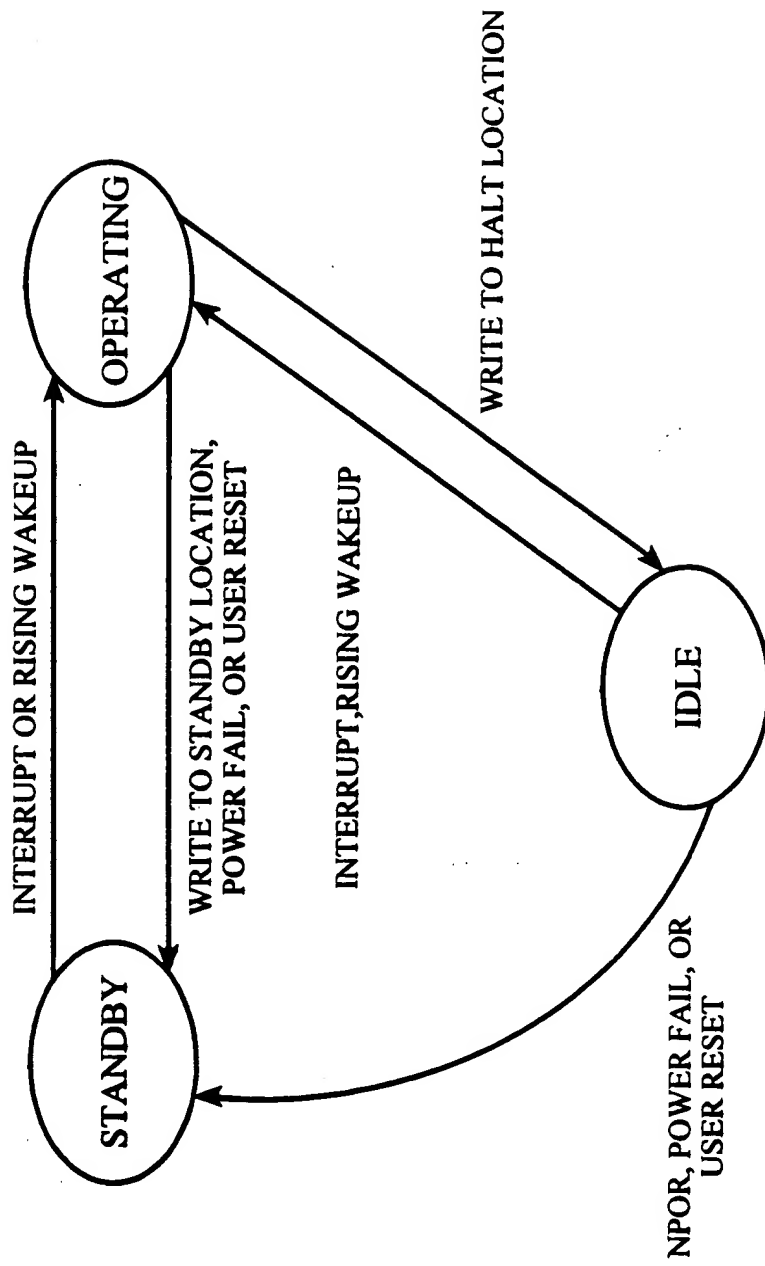 INTERRUPT OR RISING WAKEUP
STANDBY
OPERATING
WRITE TO STANDBY LOCATION,
POWER FAIL, OR USER RESET
INTERRUPT,RISING WAKEUP
WRITE TO HALT LOCATION
IDLE
NPOR, POWER FAIL, OR
USER RESET